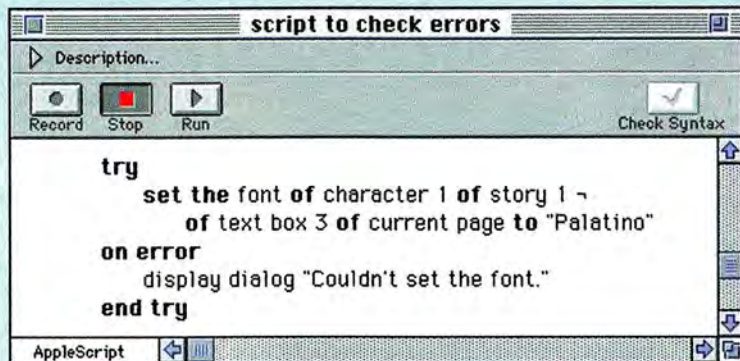 script to check errors
Description...
Record Stop Run Check Syntax
try
set the font of character 1 of story 1 ¬
of text box 3 of current page to "Palatino"
on error
display dialog "Couldn't set the font."
end try
AppleScript